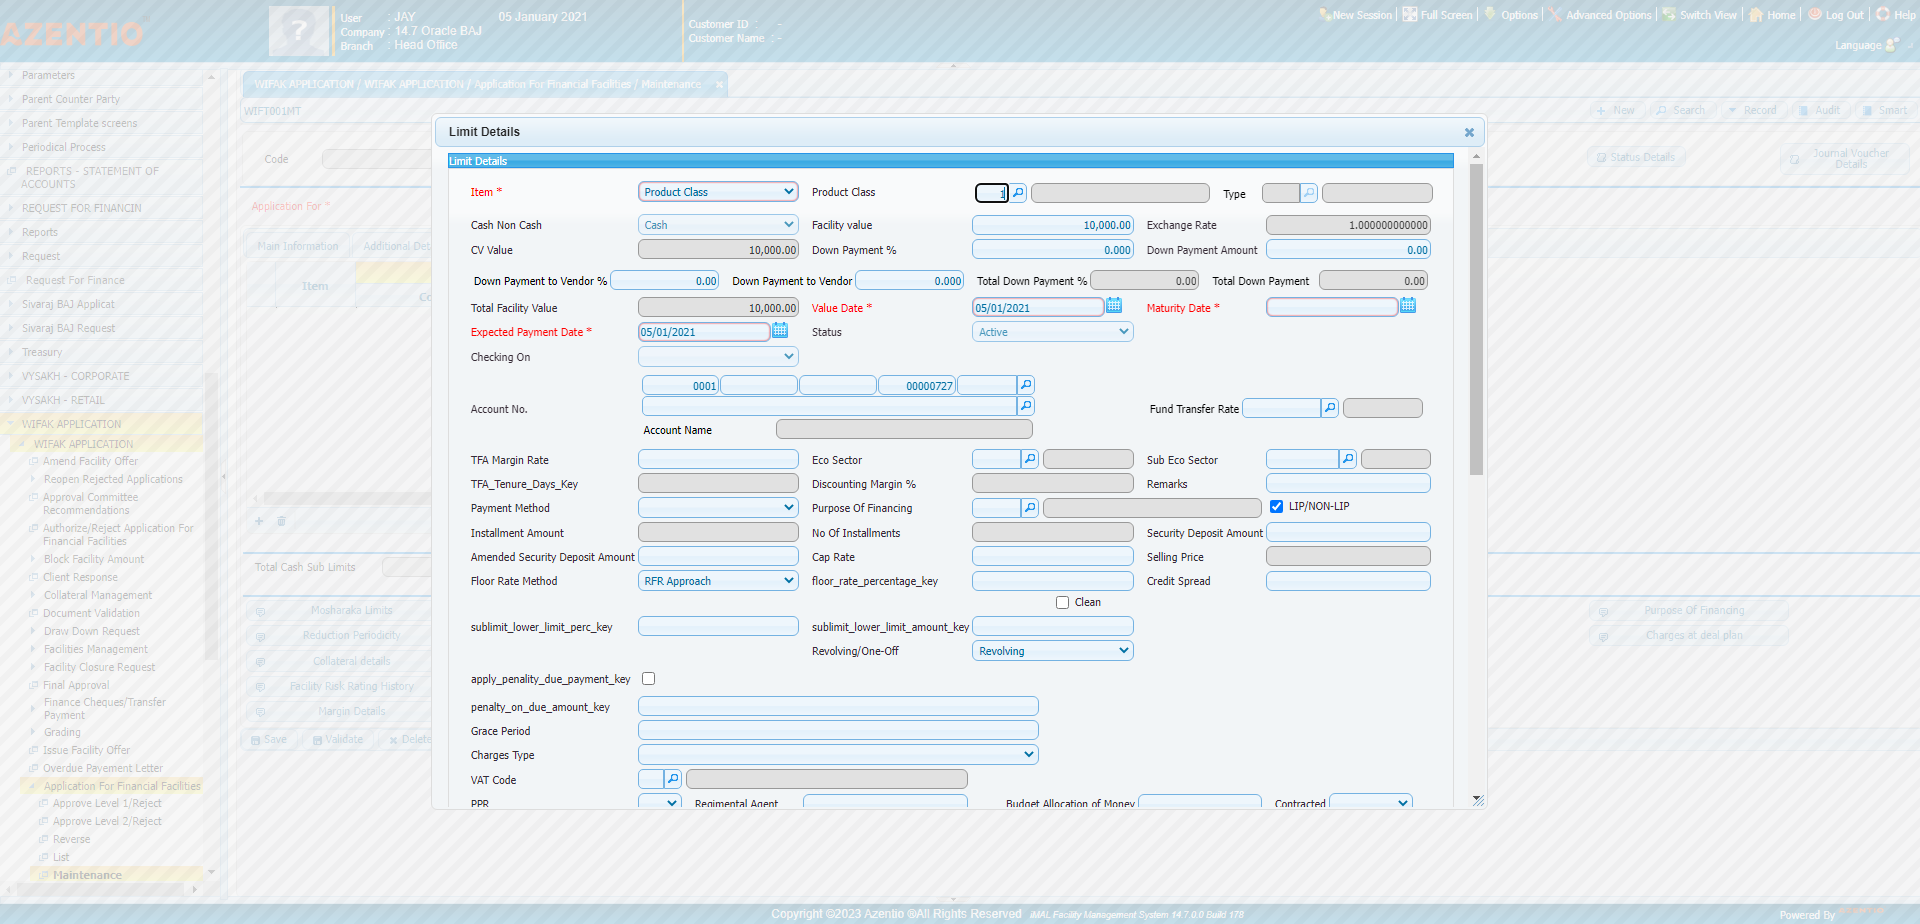 AZENTIO
User : JAY 05 January 2021
Company : 14.7 Oracle BAJ
Branch : Head Office
Customer ID : -
Customer Name : -
New Session Full Screen Options Advanced Options Switch View Home Log Out Help
Language
Parameters
Parent Counter Party
Parent Template screens
Periodical Process
REPORTS - STATEMENT OF
ACCOUNTS
REQUEST FOR FINANCIN
Reports
Request
Request For Finance
Sivaraj BAJ Applicat
Sivaraj BAJ Request
Treasury
VYSAKH - CORPORATE
VYSAKH - RETAIL
WIFAK APPLICATION
WIFAK APPLICATION
Amend Facility Offer
Reopen Rejected Applications
Approval Committee
Recommendations
Authorize/Reject Application For
Financial Facilities
Block Facility Amount
Client Response
Collateral Management
Document Validation
Draw Down Request
Facilities Management
Facility Closure Request
Final Approval
Finance Cheques/Transfer
Payment
Grading
Issue Facility Offer
Overdue Payement Letter
Application For Financial Facilities
Approve Level 1/Reject
Approve Level 2/Reject
Reverse
List
Maintenance
WIFAK APPLICATION / WIFAK APPLICATION / Application For Financial Facilities / Maintenance
WIFT001MT
New Search Record Audit Smart
Code
Status Details
Journal Voucher
Details
Application For *
Main Information Additional Det
Item
Co
Total Cash Sub Limits
Mosharaka Limits
Reduction Periodicity
Collateral details
Facility Risk Rating History
Margin Details
Purpose Of Financing
Charges at deal plan
Save Validate Delete
Limit Details
Limit Details
Item * Product Class Product Class 1 Type
Cash Non Cash Cash Facility value 10,000.00 Exchange Rate 1.000000000000
CV Value 10,000.00 Down Payment % 0.000 Down Payment Amount 0.00
Down Payment to Vendor % 0.00 Down Payment to Vendor 0.000 Total Down Payment % 0.00 Total Down Payment 0.00
Total Facility Value 10,000.00 Value Date * 05/01/2021 Maturity Date *
Expected Payment Date * 05/01/2021 Status Active
Checking On
0001 00000727
Account No. Fund Transfer Rate
Account Name
TFA Margin Rate Eco Sector Sub Eco Sector
TFA_Tenure_Days_Key Discounting Margin % Remarks
Payment Method Purpose Of Financing LIP/NON-LIP
Installment Amount No Of Installments Security Deposit Amount
Amended Security Deposit Amount Cap Rate Selling Price
Floor Rate Method RFR Approach floor_rate_percentage_key Credit Spread
Clean
sublimit_lower_limit_perc_key sublimit_lower_limit_amount_key
Revolving/One-Off Revolving
apply_penality_due_payment_key
penalty_on_due_amount_key
Grace Period
Charges Type
VAT Code
PPR Regimental Agent Budget Allocation of Money Contracted
Copyright ©2023 Azentio ®All Rights Reserved iMAL Facility Management System 14.7.0.0 Build 178
Powered By